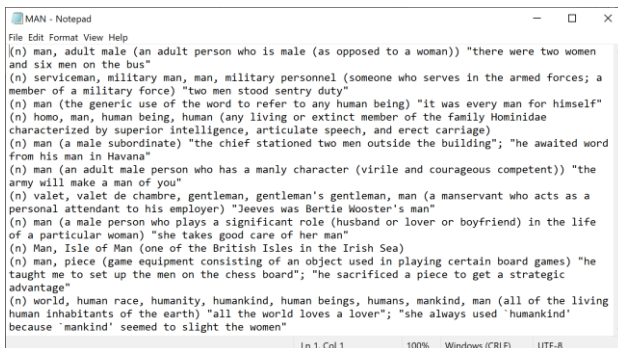 MAN - Notepad
File Edit Format View Help
(n) man, adult male (an adult person who is male (as opposed to a woman)) "there were two women
and six men on the bus"
(n) serviceman, military man, man, military personnel (someone who serves in the armed forces; a
member of a military force) "two men stood sentry duty"
(n) man (the generic use of the word to refer to any human being) "it was every man for himself"
(n) homo, man, human being, human (any living or extinct member of the family Hominidae
characterized by superior intelligence, articulate speech, and erect carriage)
(n) man (a male subordinate) "the chief stationed two men outside the building"; "he awaited word
from his man in Havana"
(n) man (an adult male person who has a manly character (virile and courageous competent)) "the
army will make a man of you"
(n) valet, valet de chambre, gentleman, gentleman's gentleman, man (a manservant who acts as a
personal attendant to his employer) "Jeeves was Bertie Wooster's man"
(n) man (a male person who plays a significant role (husband or lover or boyfriend) in the life
of a particular woman) "she takes good care of her man"
(n) Man, Isle of Man (one of the British Isles in the Irish Sea)
(n) man, piece (game equipment consisting of an object used in playing certain board games) "he
taught me to set up the men on the chess board"; "he sacrificed a piece to get a strategic
advantage"
(n) world, human race, humanity, humankind, human beings, humans, mankind, man (all of the living
human inhabitants of the earth) "all the world loves a lover"; "she always used `humankind'
because `mankind' seemed to slight the women"
Ln 1, Col 1 100% Windows (CRLF) UTF-8